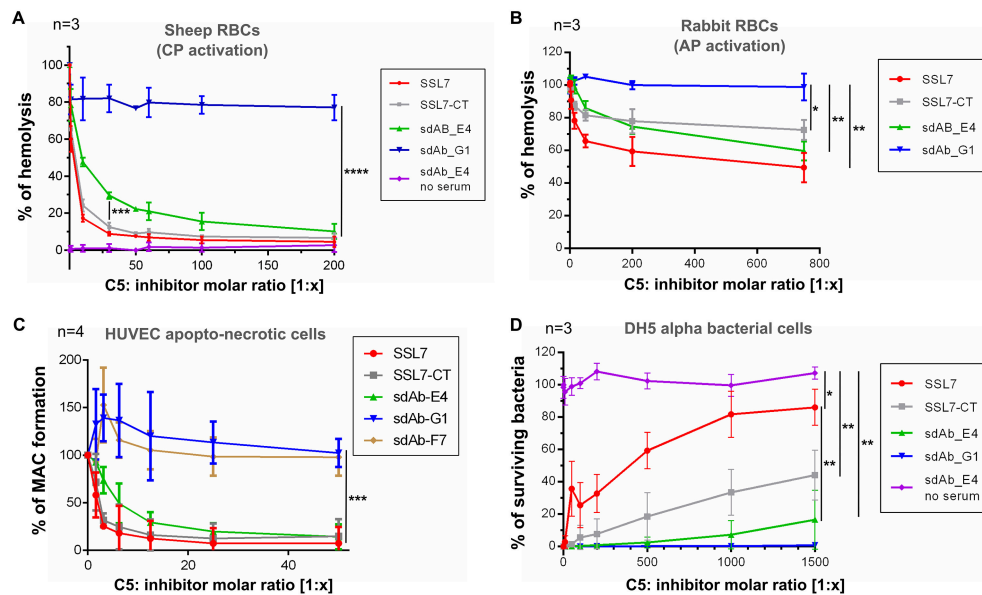 A
n=3
Sheep RBCs
(CP activation)
% of hemolysis
100
80
60
40
20
0
0
50
100
150
200
C5: inhibitor molar ratio [1:x]
***
****
SSL7
SSL7-CT
sdAB_E4
sdAb_G1
sdAb_E4
no serum
B
n=3
Rabbit RBCs
(AP activation)
% of hemolysis
120
100
80
60
40
20
0
0
200
400
600
800
C5: inhibitor molar ratio [1:x]
*
**
**
SSL7
SSL7-CT
sdAB_E4
sdAb_G1
C
n=4
HUVEC apopto-necrotic cells
% of MAC formation
200
150
100
50
0
0
20
40
C5: inhibitor molar ratio [1:x]
***
SSL7
SSL7-CT
sdAb-E4
sdAb-G1
sdAb-F7
D
n=3
DH5 alpha bacterial cells
% of surviving bacteria
120
100
80
60
40
20
0
0
500
1000
1500
C5: inhibitor molar ratio [1:x]
*
**
**
**
SSL7
SSL7-CT
sdAb_E4
sdAb_G1
sdAb_E4
no serum